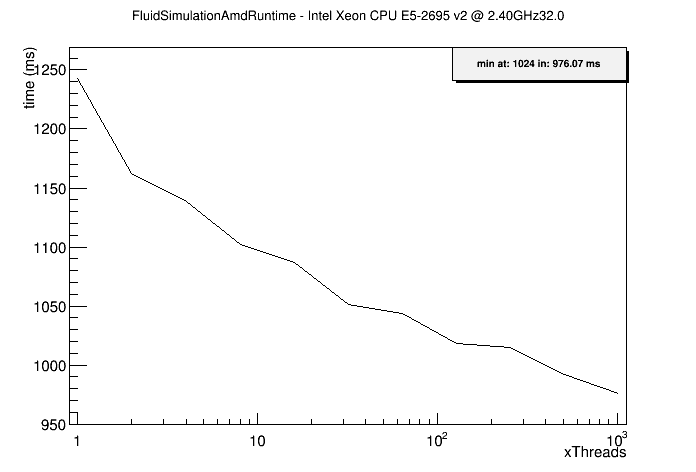 FluidSimulationAmdRuntime - Intel Xeon CPU E5-2695 v2 @ 2.40GHz32.0
time (ms)
min at: 1024 in: 976.07 ms
1250
1200
1150
1100
1050
1000
950
1 10 10² 10³
xThreads